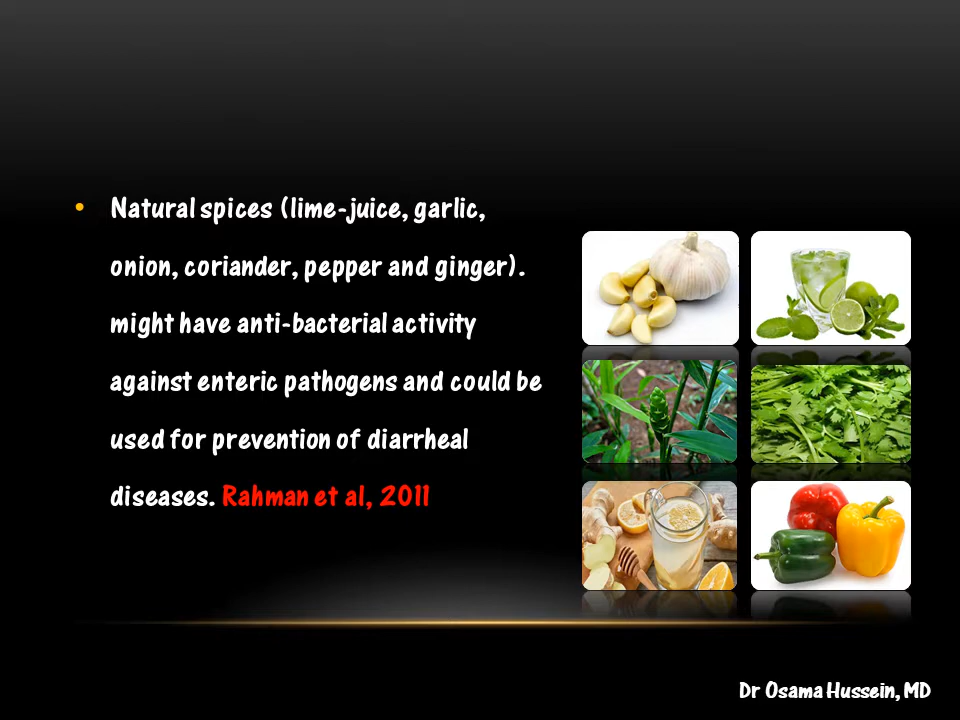 • Natural spices (lime-juice, garlic,
onion, coriander, pepper and ginger).
might have anti-bacterial activity
against enteric pathogens and could be
used for prevention of diarrheal
diseases. Rahman et al, 2011
Dr Osama Hussein, MD